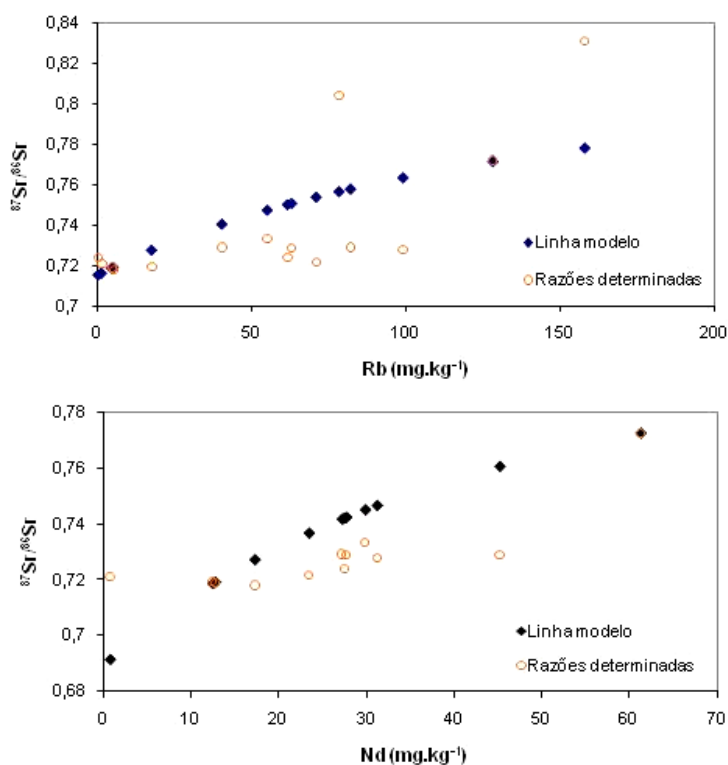 0,84
0,82
0,8
0,78
0,76
0,74
0,72
0,7
⁸⁷Sr/⁸⁶Sr
Linha modelo
Razões determinadas
0 50 100 150 200
Rb (mg.kg⁻¹)
0,78
0,76
0,74
0,72
0,7
0,68
⁸⁷Sr/⁸⁶Sr
Linha modelo
Razões determinadas
0 10 20 30 40 50 60 70
Nd (mg.kg⁻¹)